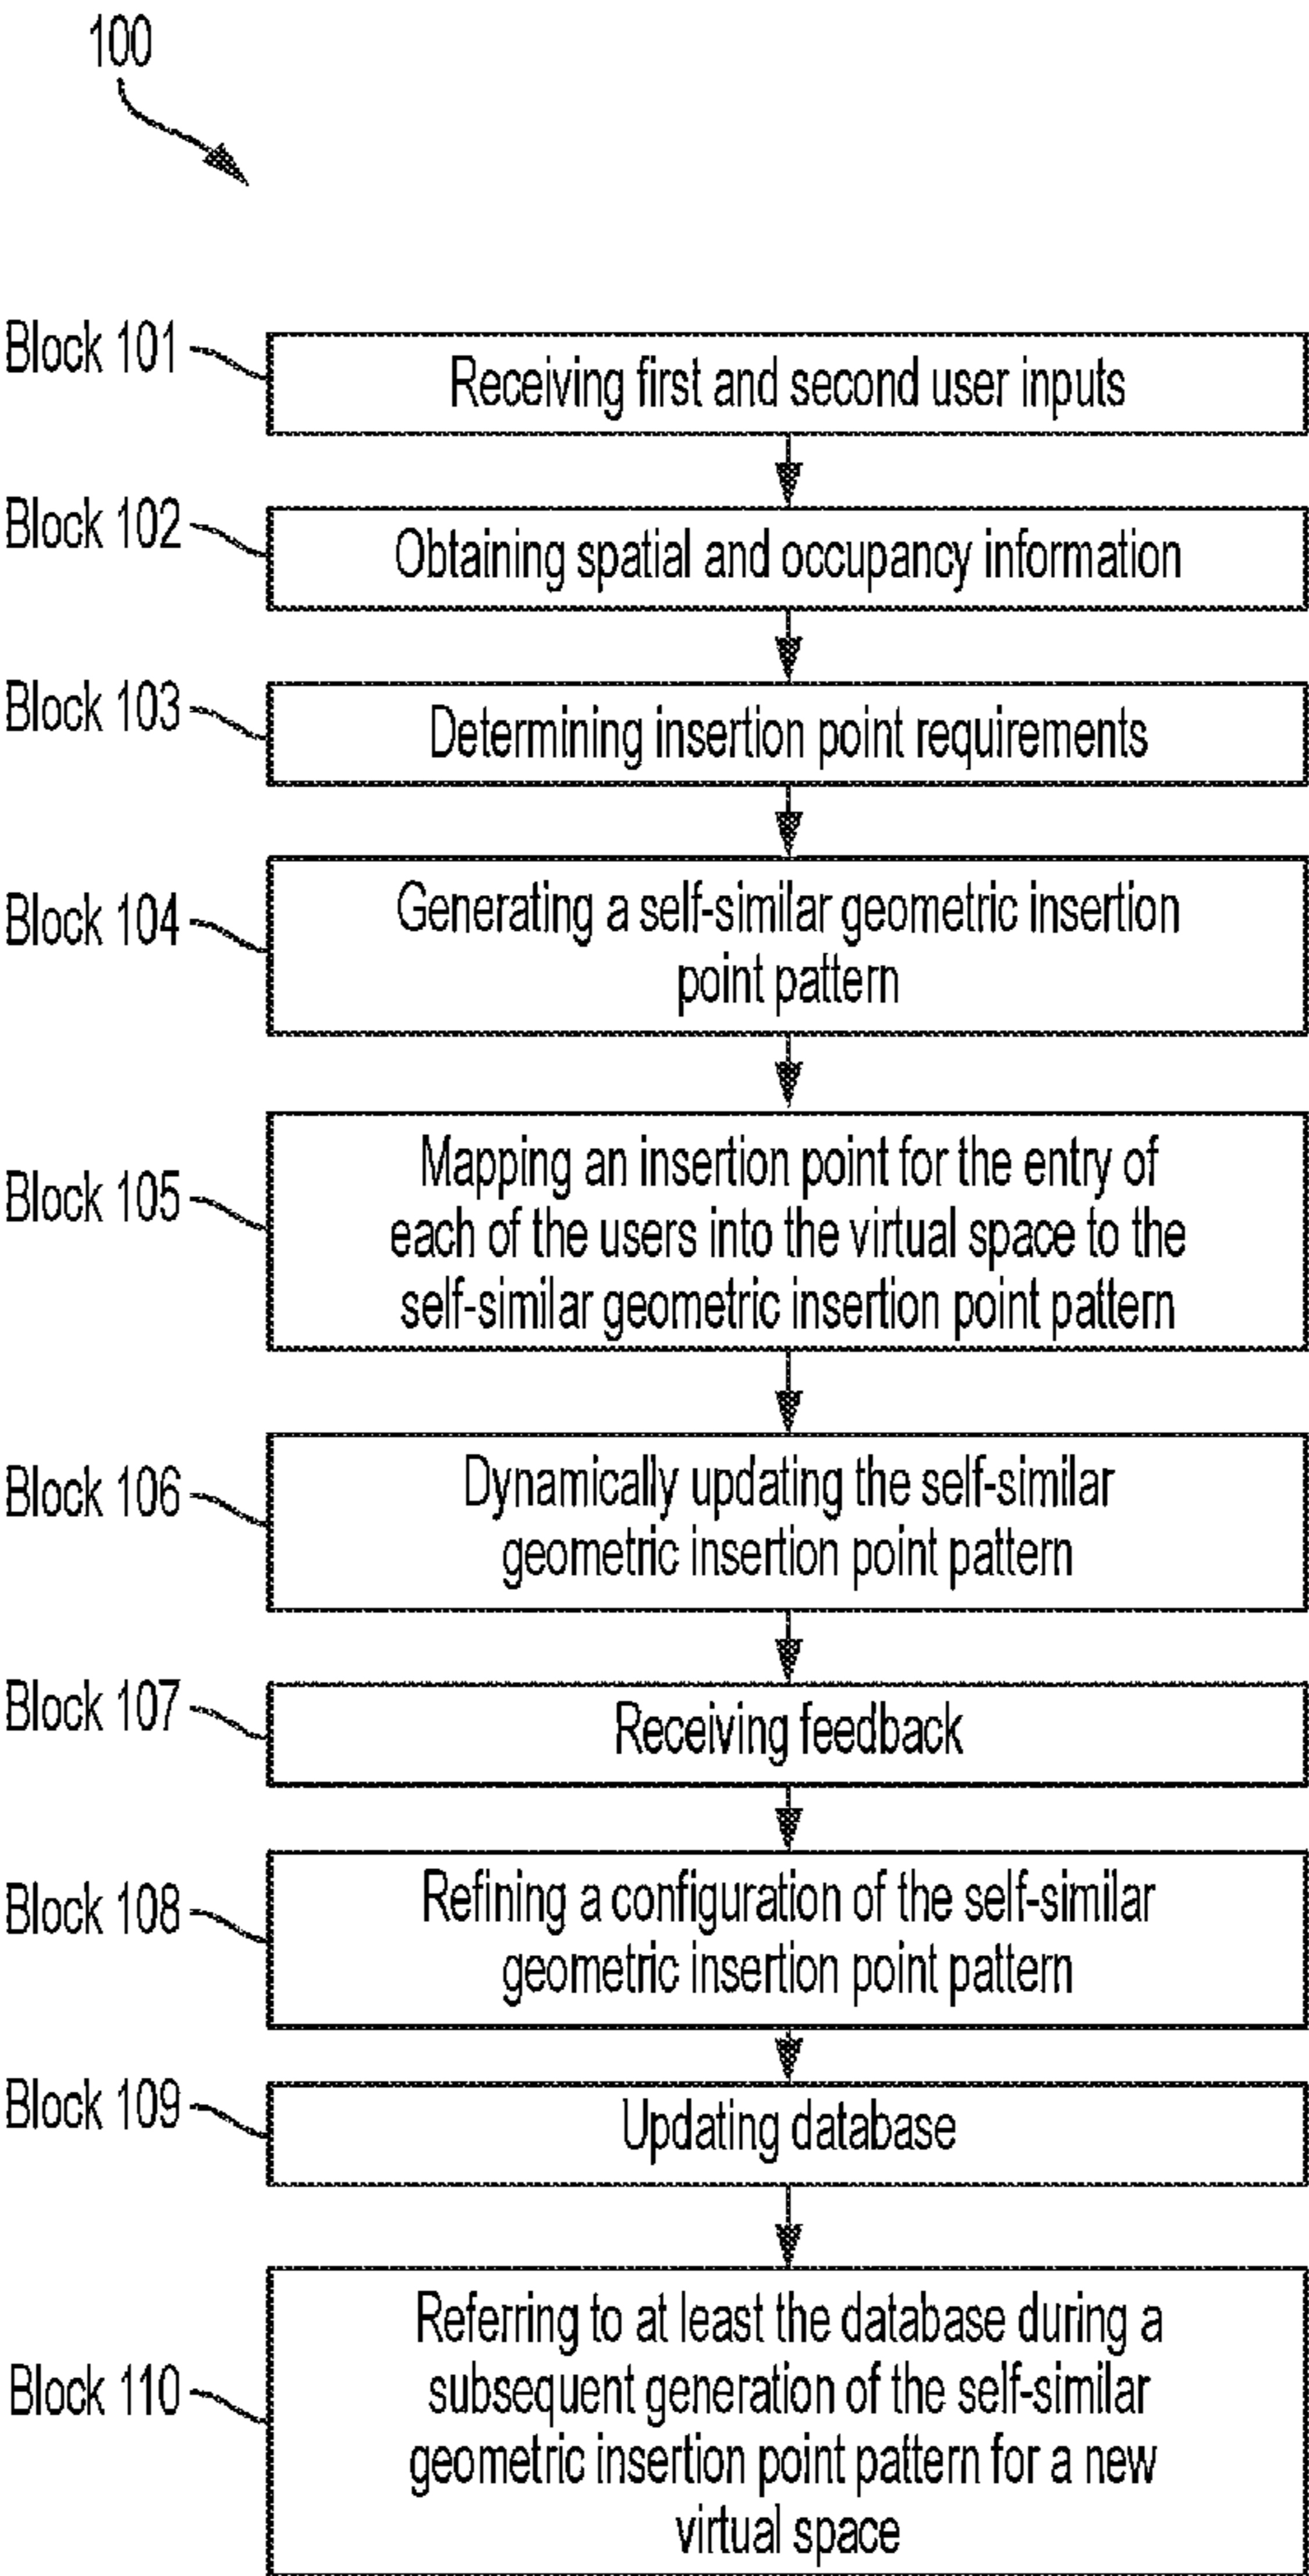 100
Block 101
Receiving first and second user inputs
Block 102
Obtaining spatial and occupancy information
Block 103
Determining insertion point requirements
Block 104
Generating a self-similar geometric insertion
point pattern
Block 105
Mapping an insertion point for the entry of
each of the users into the virtual space to the
self-similar geometric insertion point pattern
Block 106
Dynamically updating the self-similar
geometric insertion point pattern
Block 107
Receiving feedback
Block 108
Refining a configuration of the self-similar
geometric insertion point pattern
Block 109
Updating database
Block 110
Referring to at least the database during a
subsequent generation of the self-similar
geometric insertion point pattern for a new
virtual space